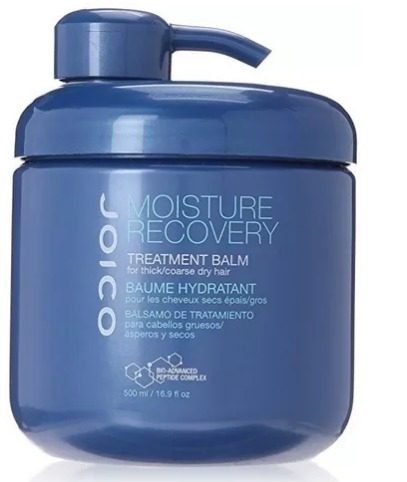 JOICO
MOISTURE
RECOVERY
TREATMENT BALM
for thick/coarse dry hair
BAUME HYDRATANT
pour les cheveux secs épais/gros
BÁLSAMO DE TRATAMIENTO
para cabellos gruesos/
ásperos y secos
BIO-ADVANCED
PEPTIDE COMPLEX
500 ml / 16.9 fl oz